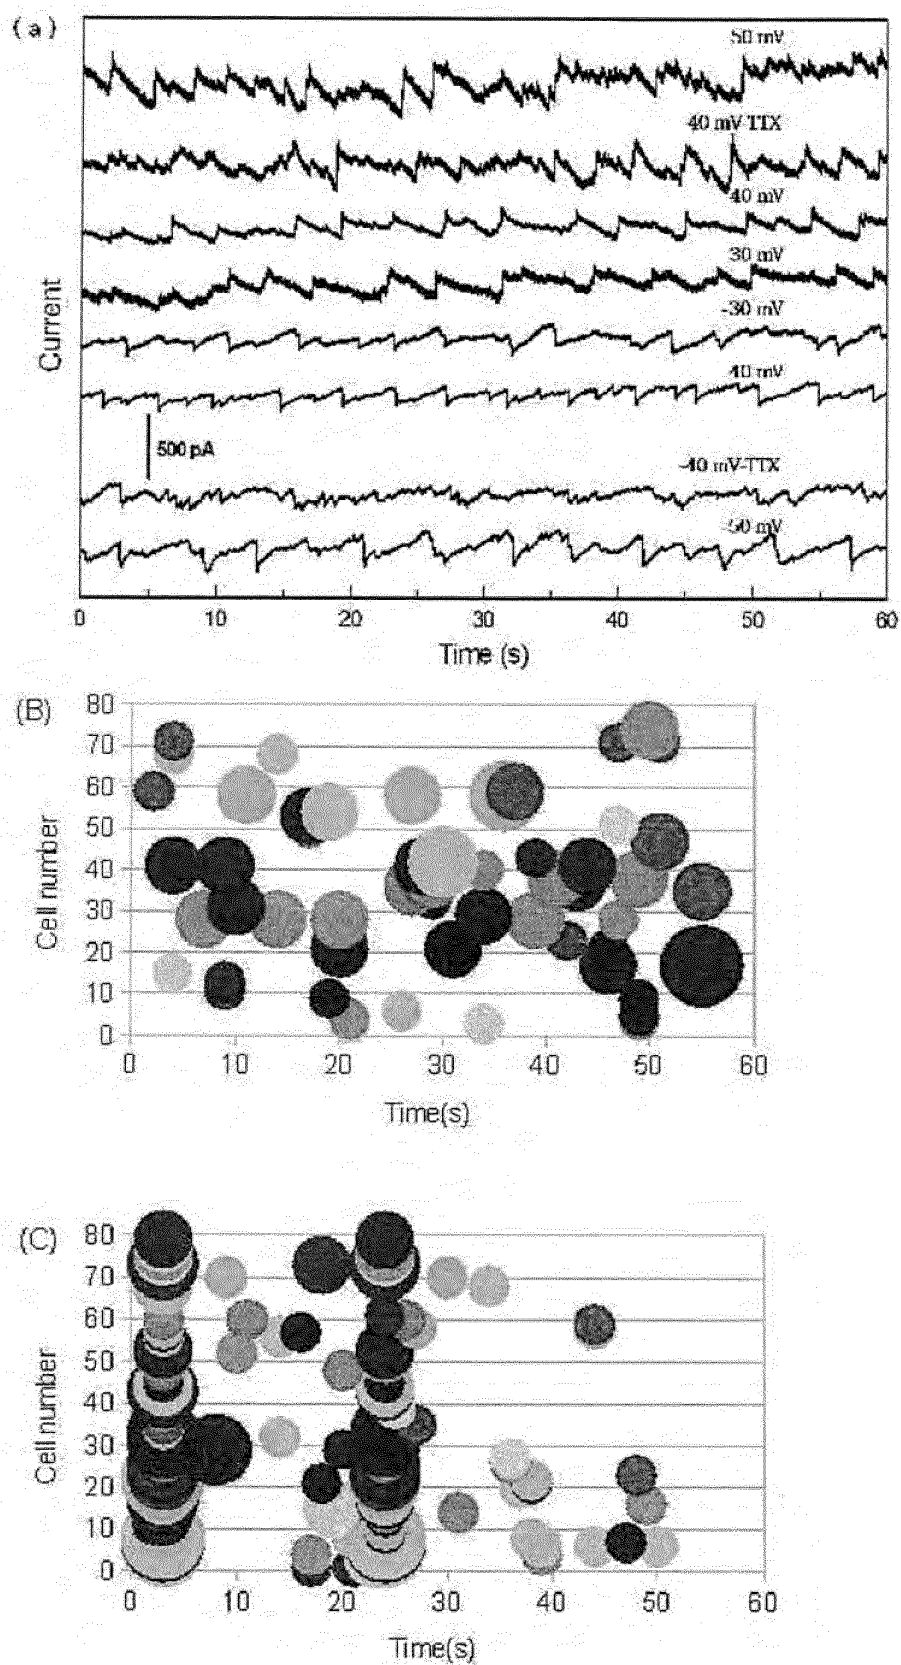 (a)
50 mV
40 mV TTX
40 mV
30 mV
-30 mV
40 mV
500 pA
-40 mV-TTX
-50 mV
Current
0 10 20 30 40 50 60
Time (s)
(B)
80
70
60
50
40
30
20
10
0
Cell number
0 10 20 30 40 50 60
Time(s)
(C)
80
70
60
50
40
30
20
10
0
Cell number
0 10 20 30 40 50 60
Time(s)